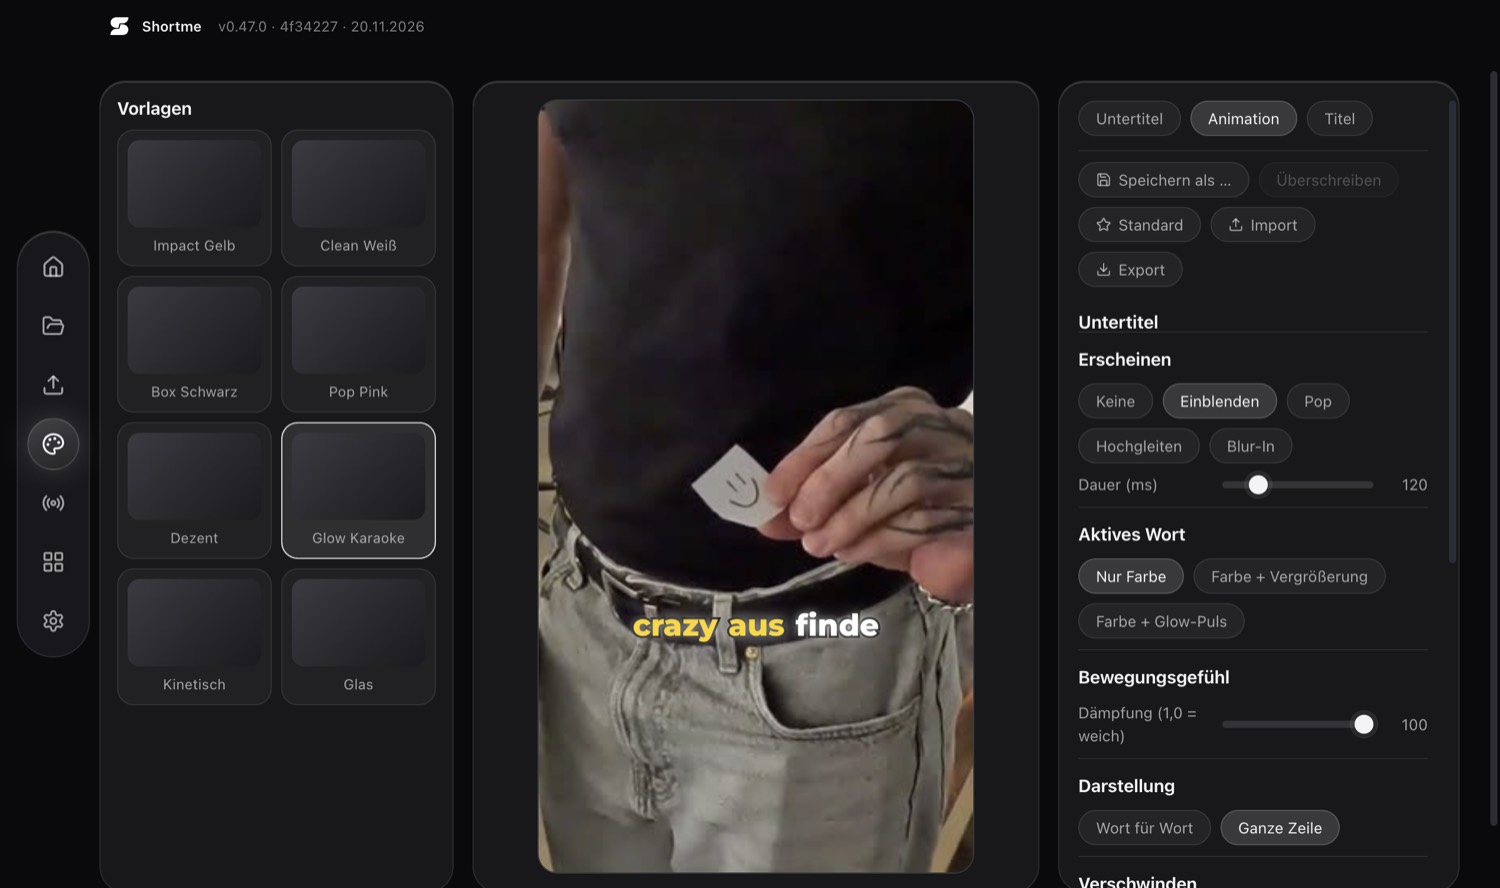 Shortme v0.47.0 · 4f34227 · 20.11.2026
Vorlagen
Impact Gelb
Clean Weiß
Box Schwarz
Pop Pink
Dezent
Glow Karaoke
Kinetisch
Glas
crazy aus finde
Untertitel
Animation
Titel
Speichern als ...
Überschreiben
Standard
Import
Export
Untertitel
Erscheinen
Keine
Einblenden
Pop
Hochgleiten
Blur-In
Dauer (ms) 120
Aktives Wort
Nur Farbe
Farbe + Vergrößerung
Farbe + Glow-Puls
Bewegungsgefühl
Dämpfung (1,0 =
weich) 100
Darstellung
Wort für Wort
Ganze Zeile
Verschwinden